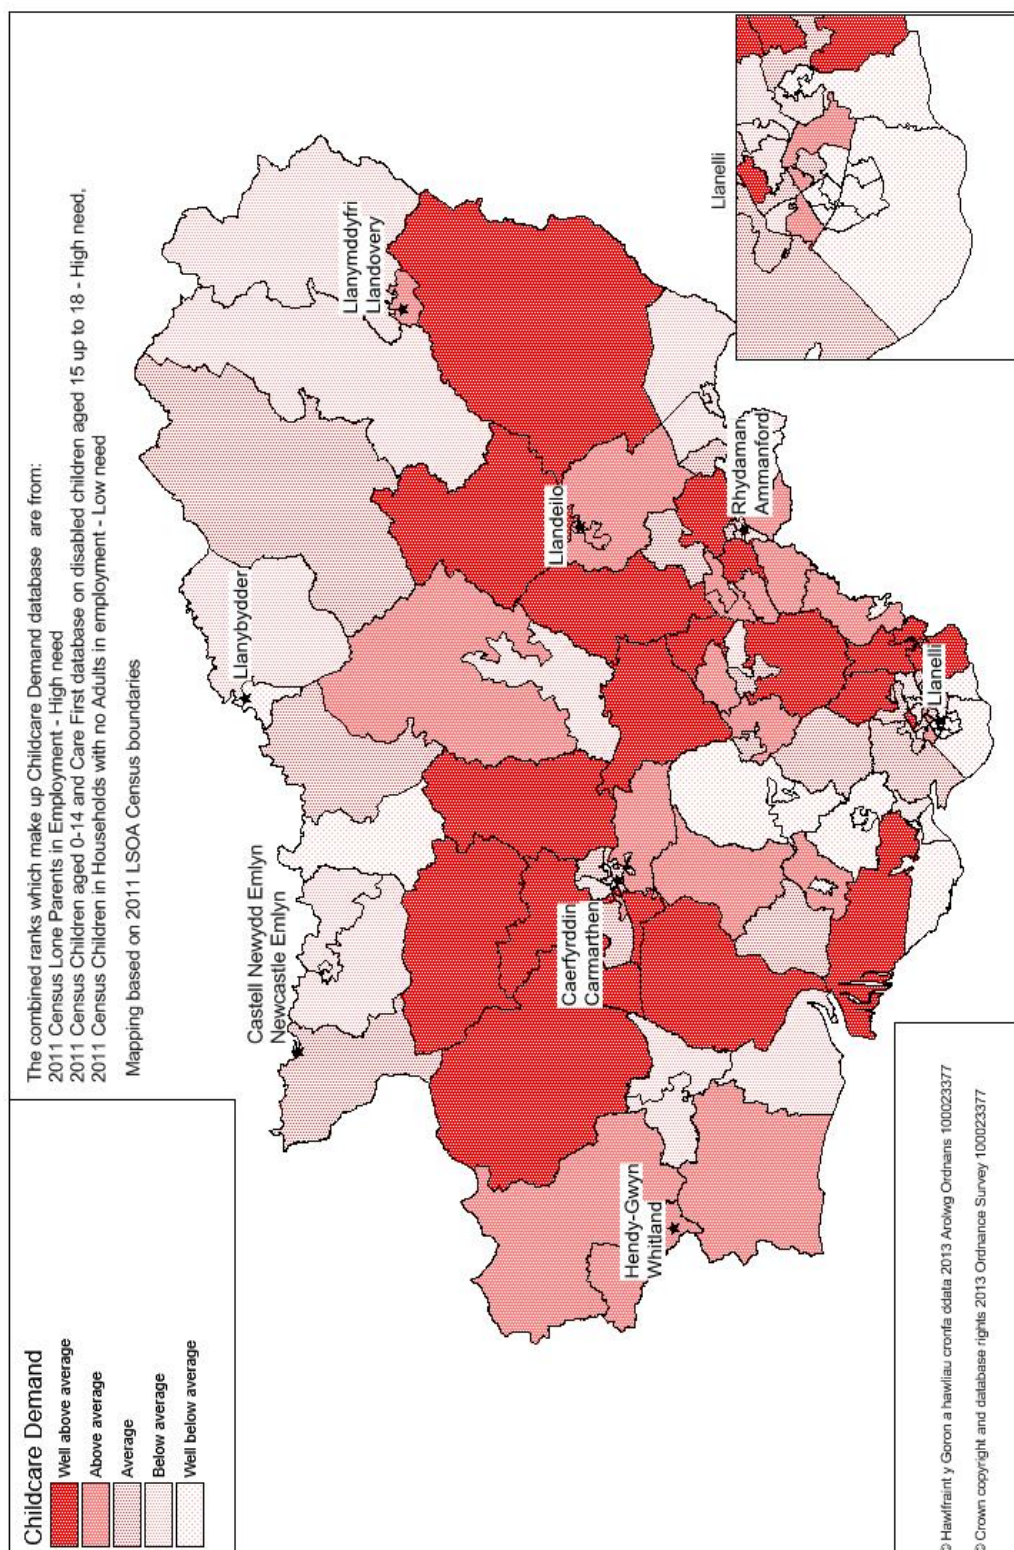 Childcare Demand
Well above average
Above average
Average
Below average
Well below average
The combined ranks which make up Childcare Demand database are from:
2011 Census Lone Parents in Employment - High need
2011 Census Children aged 0-14 and Care First database on disabled children aged 15 up to 18 - High need,
2011 Census Children in Households with no Adults in employment - Low need
Mapping based on 2011 LSOA Census boundaries
Castell Newydd Emlyn
Newcastle Emlyn
Llanybydder
Llanymddyfri
Llandovery
Llandeilo
Caerfyrddin
Carmarthen
Hendy-Gwyn
Whitland
Rhydaman
Ammanford
Llanelli
Llanelli
© Hawlfraint y Goron a hawliau cronfa ddata 2013 Arolwg Ordnans 100023377
© Crown copyright and database rights 2013 Ordnance Survey 100023377